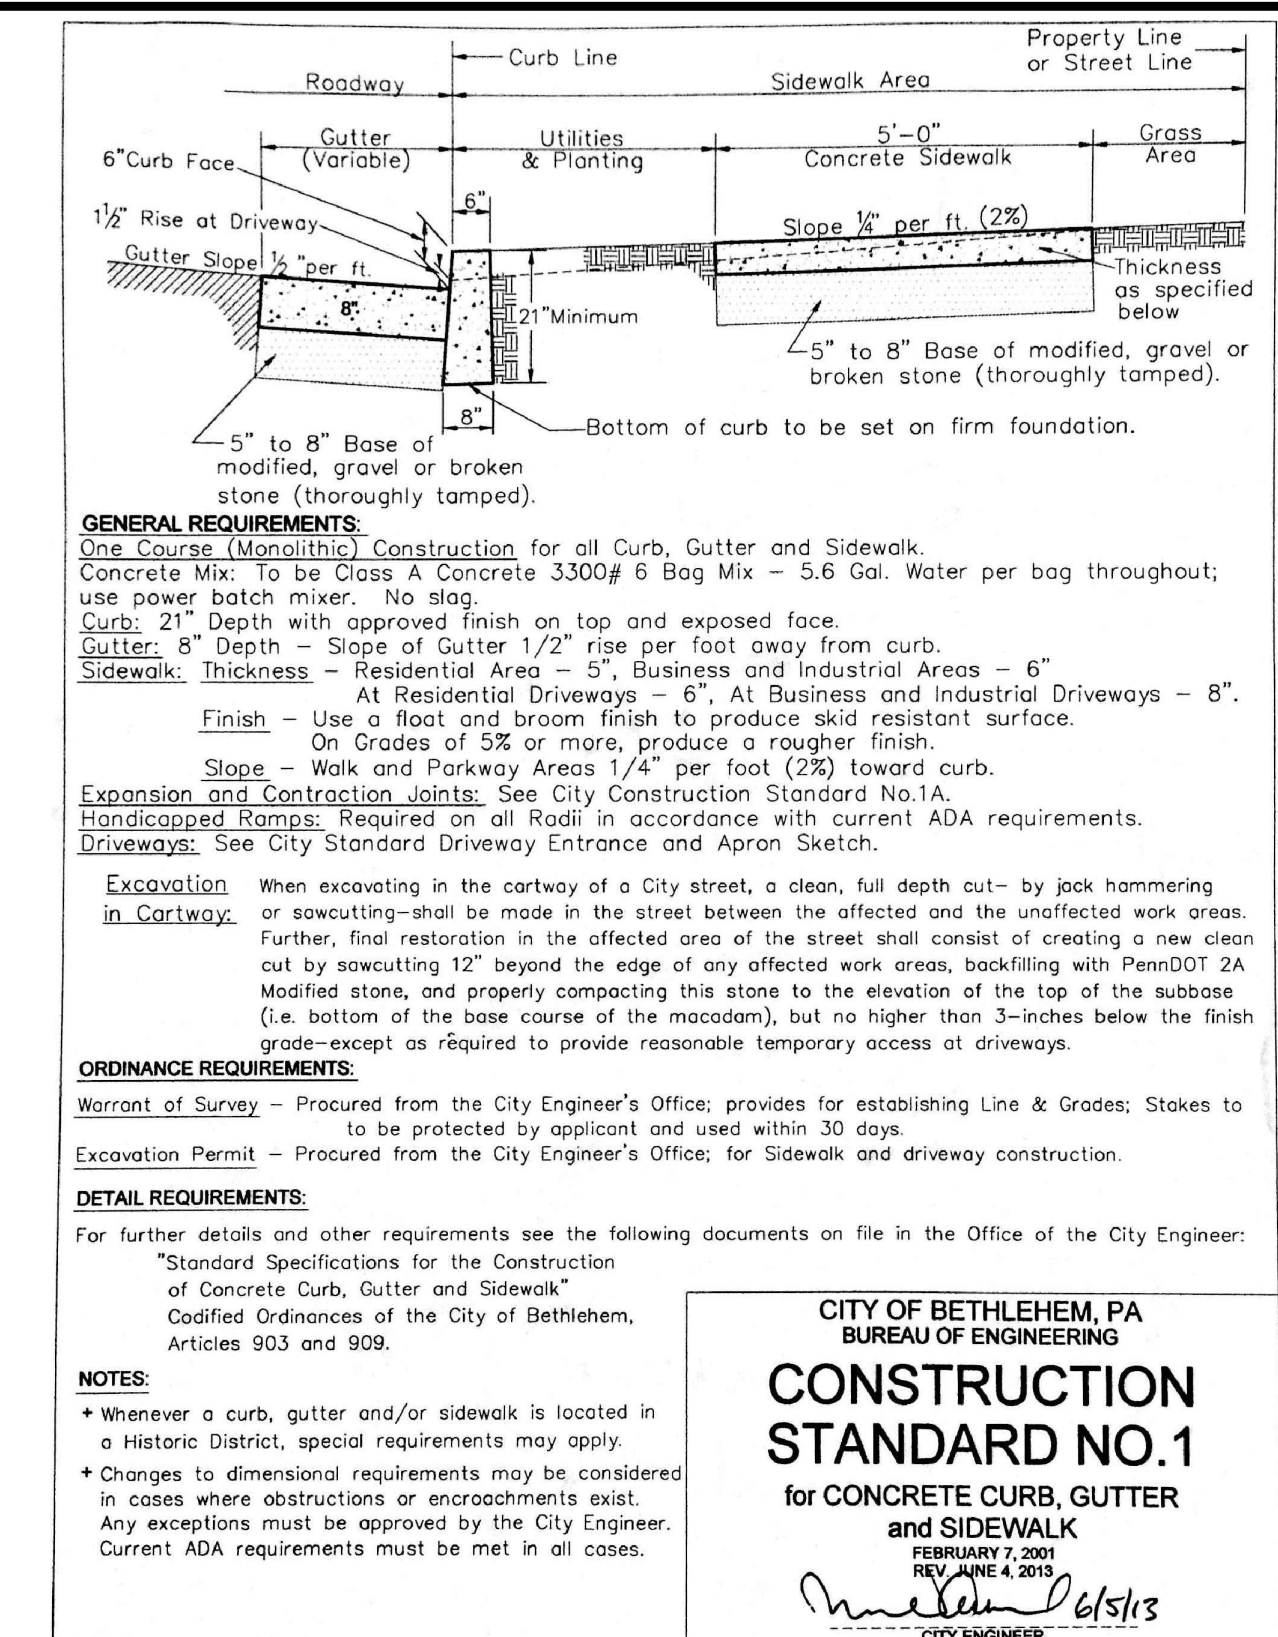 Curb Line
Property Line
or Street Line
Roadway
Sidewalk Area
Gutter
(Variable)
Utilities
& Planting
5'-0"
Concrete Sidewalk
Grass
Area
6"Curb Face
6"
1½" Rise at Driveway
Slope ¼" per ft. (2%)
Gutter Slope ½ "per ft.
8"
21"Minimum
Thickness
as specified
below
5" to 8" Base of modified, gravel or
broken stone (thoroughly tamped).
8"
Bottom of curb to be set on firm foundation.
5" to 8" Base of
modified, gravel or broken
stone (thoroughly tamped).
GENERAL REQUIREMENTS:
One Course (Monolithic) Construction for all Curb, Gutter and Sidewalk.
Concrete Mix: To be Class A Concrete 3300# 6 Bag Mix – 5.6 Gal. Water per bag throughout;
use power batch mixer. No slag.
Curb: 21" Depth with approved finish on top and exposed face.
Gutter: 8" Depth – Slope of Gutter 1/2" rise per foot away from curb.
Sidewalk: Thickness – Residential Area – 5", Business and Industrial Areas – 6"
At Residential Driveways – 6", At Business and Industrial Driveways – 8".
Finish – Use a float and broom finish to produce skid resistant surface.
On Grades of 5% or more, produce a rougher finish.
Slope – Walk and Parkway Areas 1/4" per foot (2%) toward curb.
Expansion and Contraction Joints: See City Construction Standard No.1A.
Handicapped Ramps: Required on all Radii in accordance with current ADA requirements.
Driveways: See City Standard Driveway Entrance and Apron Sketch.
Excavation When excavating in the cartway of a City street, a clean, full depth cut– by jack hammering
in Cartway: or sawcutting–shall be made in the street between the affected and the unaffected work areas.
Further, final restoration in the affected area of the street shall consist of creating a new clean
cut by sawcutting 12" beyond the edge of any affected work areas, backfilling with PennDOT 2A
Modified stone, and properly compacting this stone to the elevation of the top of the subbase
(i.e. bottom of the base course of the macadam), but no higher than 3–inches below the finish
grade–except as required to provide reasonable temporary access at driveways.
ORDINANCE REQUIREMENTS:
Warrant of Survey – Procured from the City Engineer's Office; provides for establishing Line & Grades; Stakes to
to be protected by applicant and used within 30 days.
Excavation Permit – Procured from the City Engineer's Office; for Sidewalk and driveway construction.
DETAIL REQUIREMENTS:
For further details and other requirements see the following documents on file in the Office of the City Engineer:
"Standard Specifications for the Construction
of Concrete Curb, Gutter and Sidewalk"
Codified Ordinances of the City of Bethlehem,
Articles 903 and 909.
NOTES:
+ Whenever a curb, gutter and/or sidewalk is located in
a Historic District, special requirements may apply.
+ Changes to dimensional requirements may be considered
in cases where obstructions or encroachments exist.
Any exceptions must be approved by the City Engineer.
Current ADA requirements must be met in all cases.
CITY OF BETHLEHEM, PA
BUREAU OF ENGINEERING
CONSTRUCTION
STANDARD NO.1
for CONCRETE CURB, GUTTER
and SIDEWALK
FEBRUARY 7, 2001
REV. JUNE 4, 2013
6/5/13
CITY ENGINEER